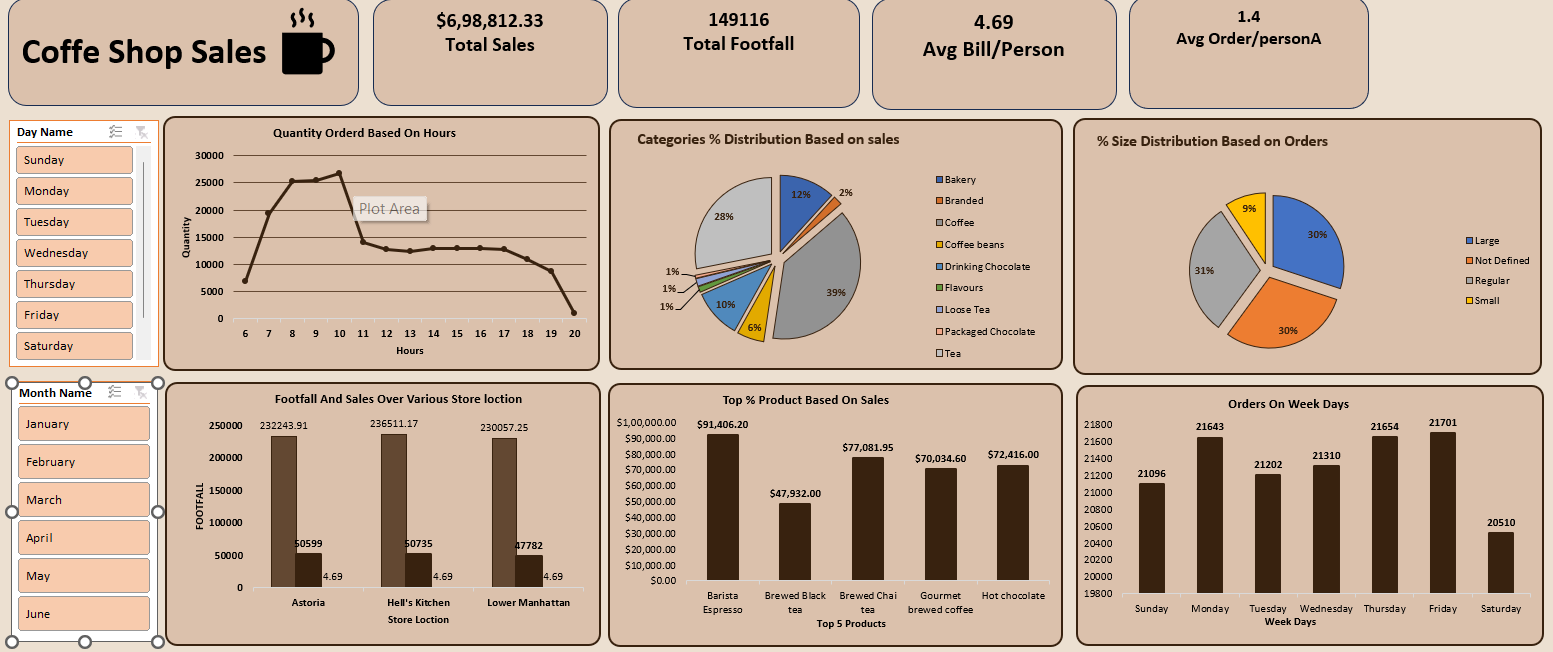 Coffe Shop Sales
$6,98,812.33
Total Sales
149116
Total Footfall
4.69
Avg Bill/Person
1.4
Avg Order/personA
Day Name
Sunday
Monday
Tuesday
Wednesday
Thursday
Friday
Saturday
Quantity Orderd Based On Hours
Quantity
30000
25000
20000
15000
10000
5000
0
Plot Area
6 7 8 9 10 11 12 13 14 15 16 17 18 19 20
Hours
Categories % Distribution Based on sales
12%
2%
39%
6%
10%
1%
1%
1%
28%
Bakery
Branded
Coffee
Coffee beans
Drinking Chocolate
Flavours
Loose Tea
Packaged Chocolate
Tea
% Size Distribution Based on Orders
30%
30%
31%
9%
Large
Not Defined
Regular
Small
Month Name
January
February
March
April
May
June
Footfall And Sales Over Various Store loction
FOOTFALL
250000
200000
150000
100000
50000
0
232243.91
236511.17
230057.25
50599
50735
47782
4.69
4.69
4.69
Astoria
Hell's Kitchen
Lower Manhattan
Store Loction
Top % Product Based On Sales
$1,00,000.00
$90,000.00
$80,000.00
$70,000.00
$60,000.00
$50,000.00
$40,000.00
$30,000.00
$20,000.00
$10,000.00
$0.00
$91,406.20
$47,932.00
$77,081.95
$70,034.60
$72,416.00
Barista
Espresso
Brewed Black
tea
Brewed Chai
tea
Gourmet
brewed coffee
Hot chocolate
Top 5 Products
Orders On Week Days
21800
21600
21400
21200
21000
20800
20600
20400
20200
20000
19800
21096
21643
21202
21310
21654
21701
20510
Sunday
Monday
Tuesday
Wednesday
Thursday
Friday
Saturday
Week Days